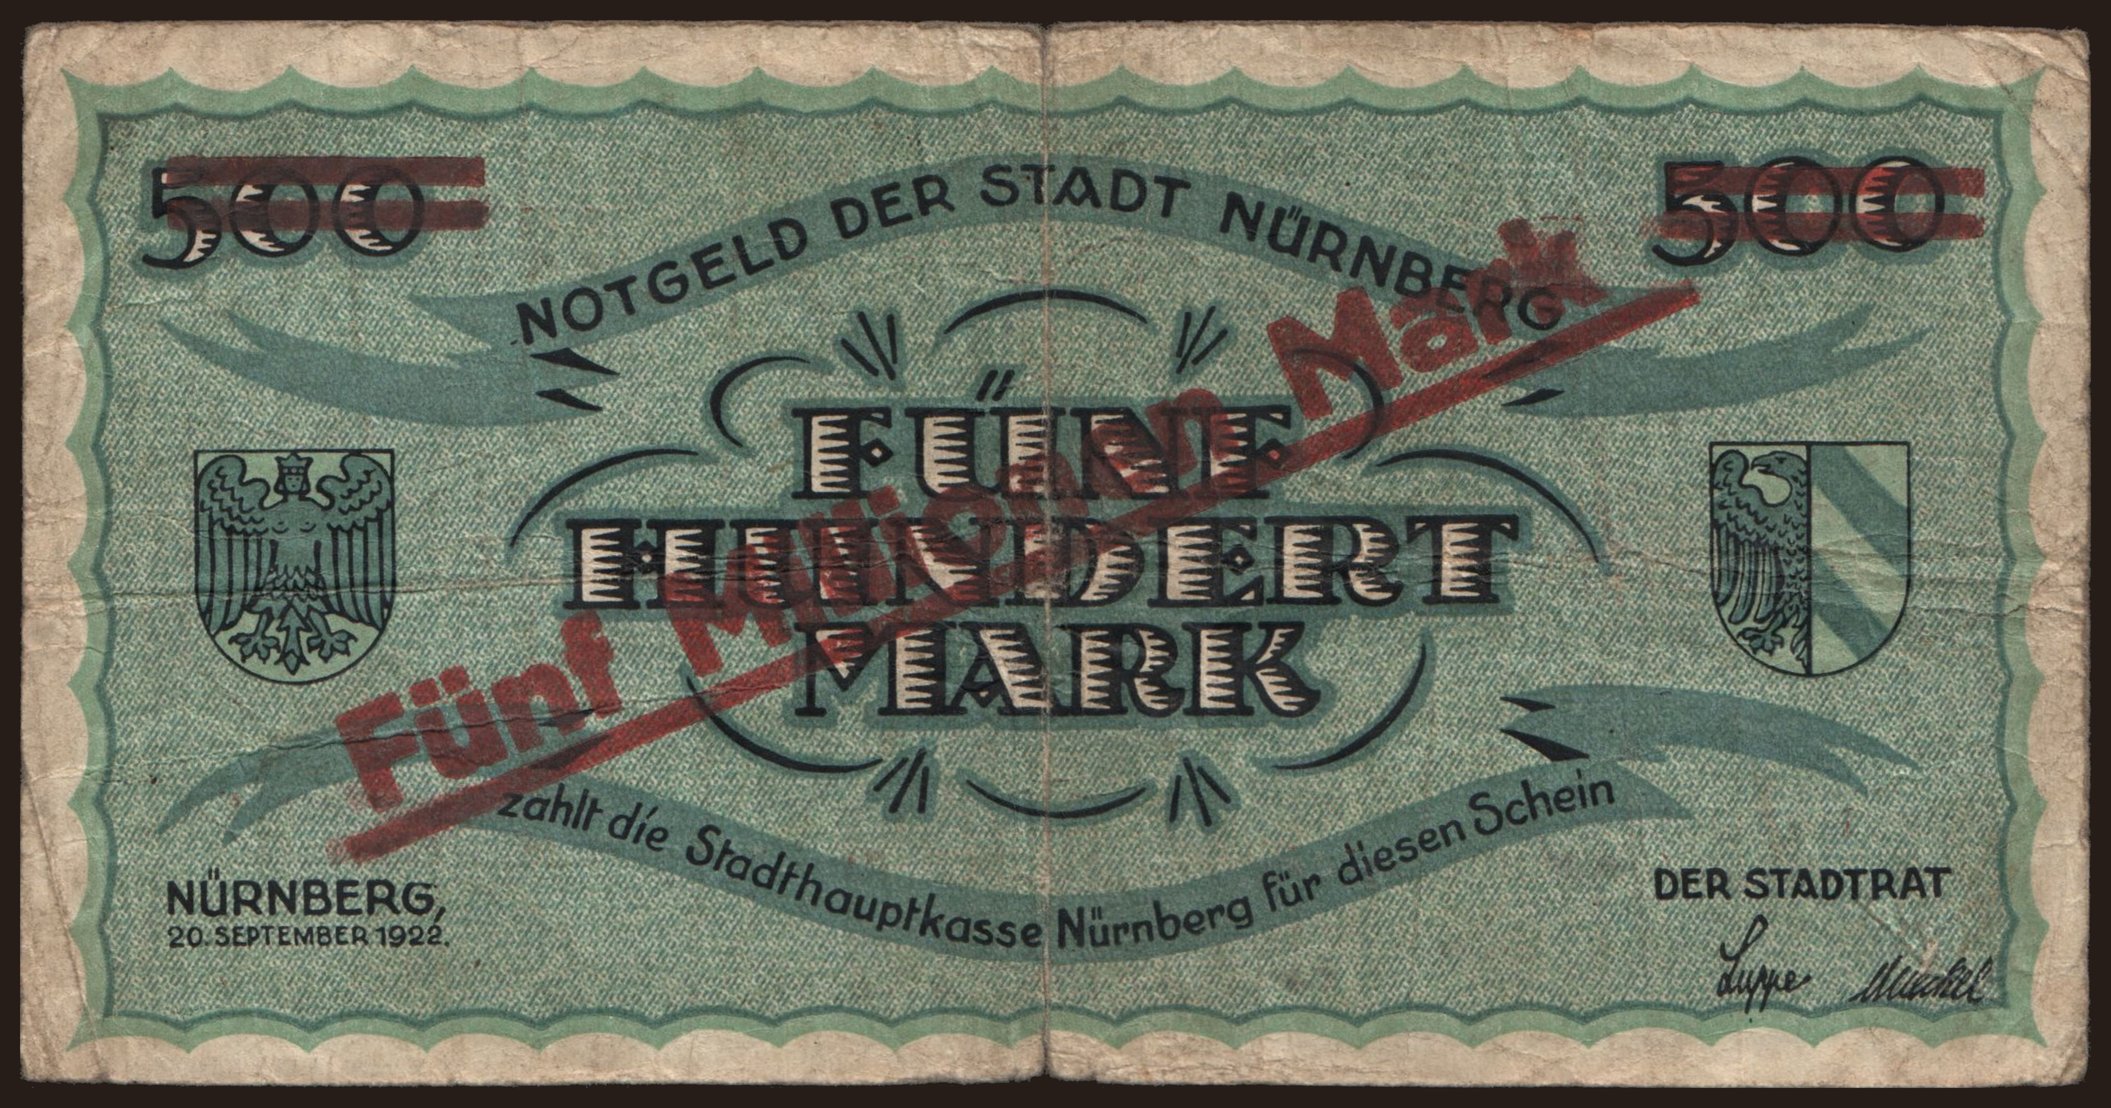 500
500
NOTGELD DER STADT NÜRNBERG
FÜNF
HUNDERT
MARK
Fünf Millionen Mark
zahlt die Stadthauptkasse Nürnberg für diesen Schein
NÜRNBERG,
20. SEPTEMBER 1922.
DER STADTRAT
Luppe